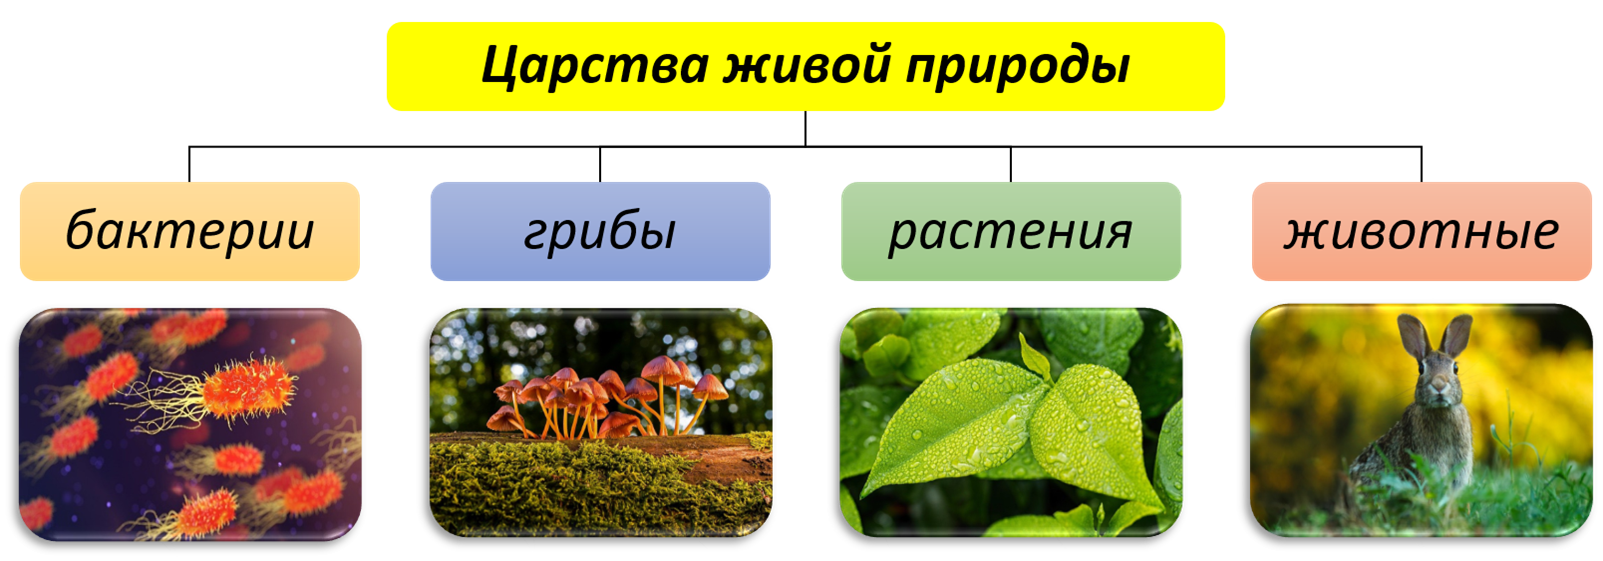 Царства живой природы
бактерии
грибы
растения
животные